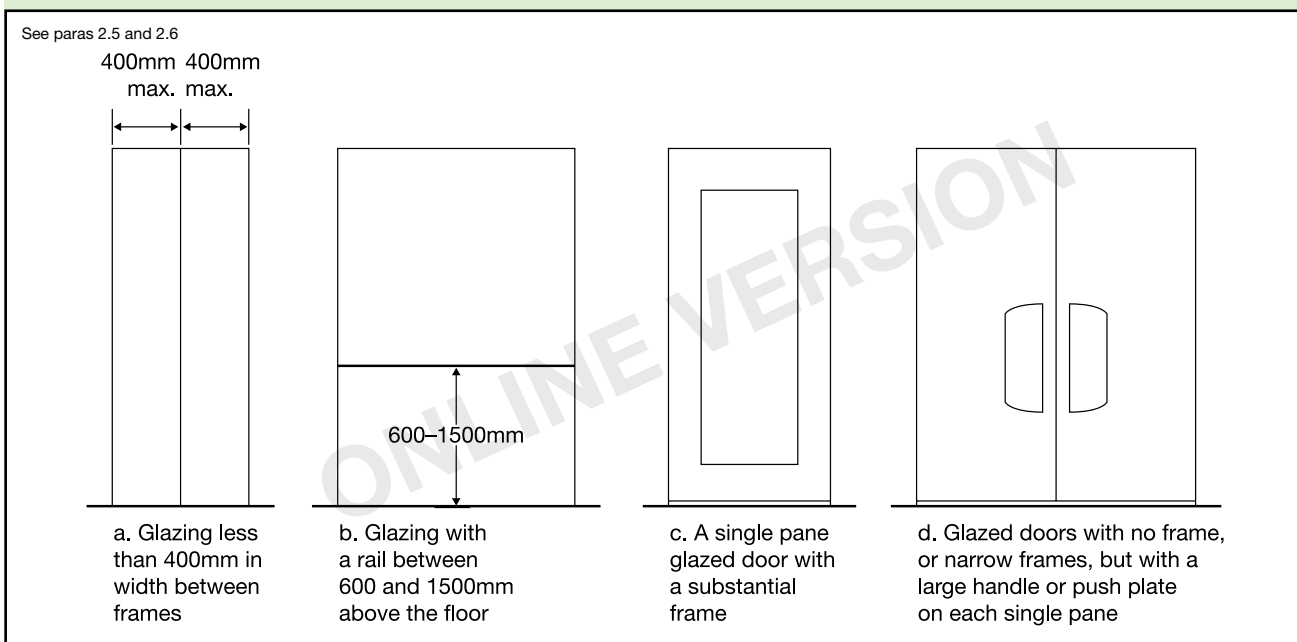 See paras 2.5 and 2.6
400mm 400mm
max. max.
600–1500mm
ONLINE VERSION
a. Glazing less
than 400mm in
width between
frames
b. Glazing with
a rail between
600 and 1500mm
above the floor
c. A single pane
glazed door with
a substantial
frame
d. Glazed doors with no frame,
or narrow frames, but with a
large handle or push plate
on each single pane